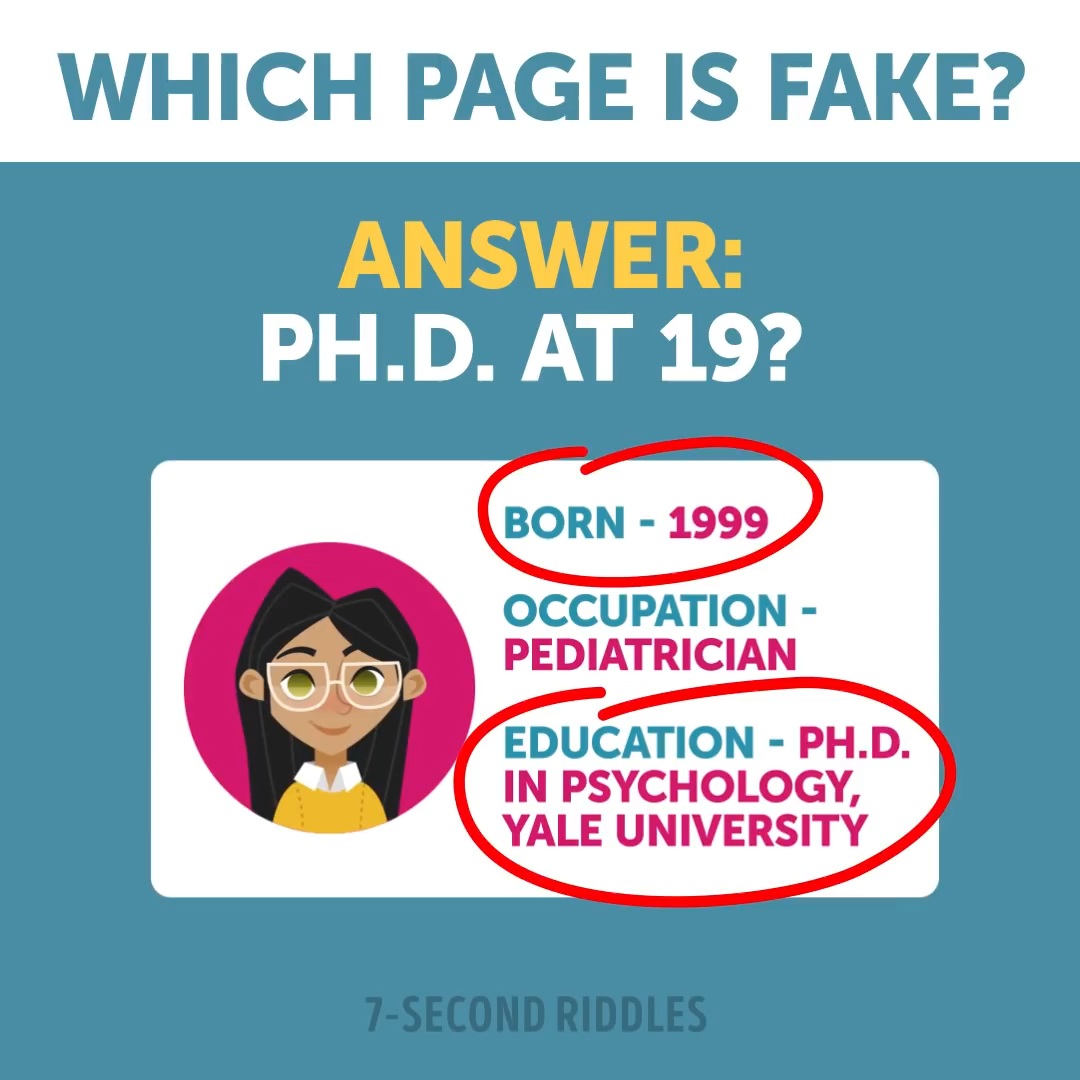 WHICH PAGE IS FAKE?
ANSWER:
PH.D. AT 19?
BORN - 1999
OCCUPATION -
PEDIATRICIAN
EDUCATION - PH.D.
IN PSYCHOLOGY,
YALE UNIVERSITY
7-SECOND RIDDLES